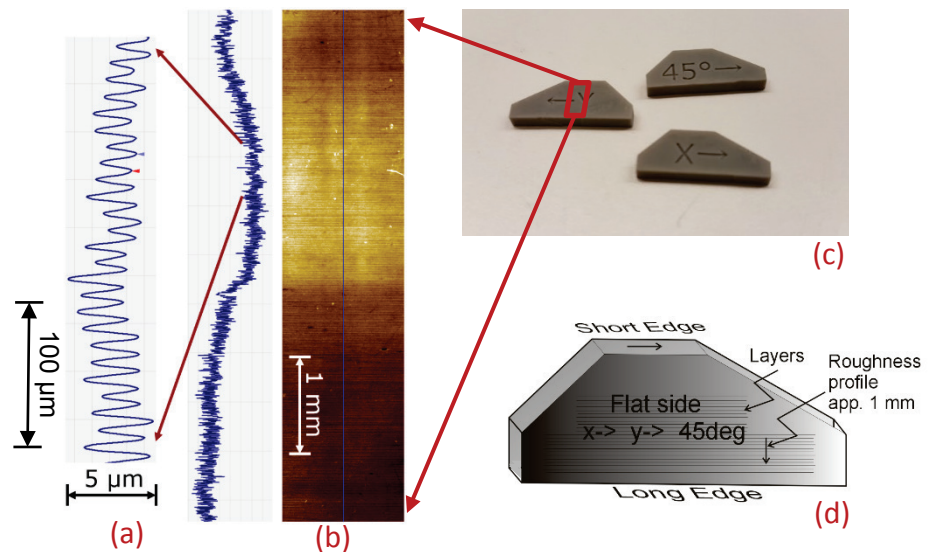 100 µm
5 µm
(a)
1 mm
(b)
←Y
45° →
X →
(c)
Short Edge
→
Layers
Roughness
profile
app. 1 mm
Flat side
x-> y-> 45deg
Long Edge
(d)